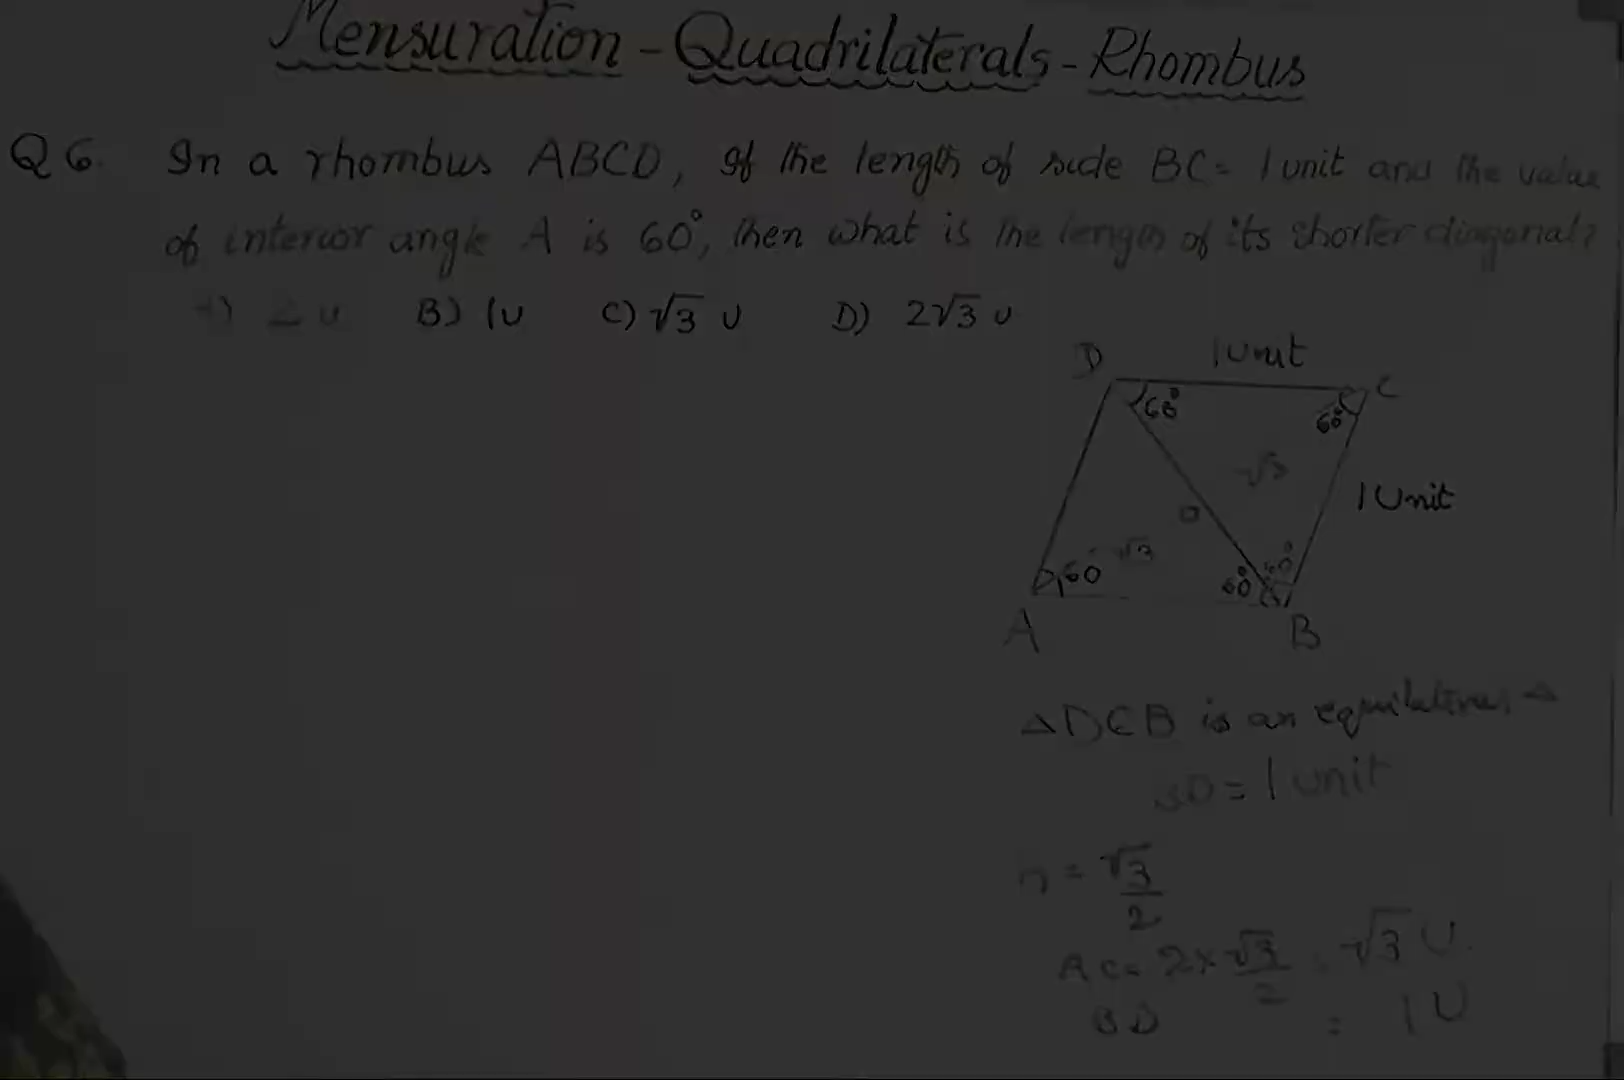 Mensuration - Quadrilaterals - Rhombus
Q6. In a rhombus ABCD, If the length of side BC = 1 unit and the value
of interior angle A is 60°, then what is the length of its shorter diagonal?
B) 1U C) √3 U D) 2√3 U
D 1 Unit C
60° 60°
√3
1 Unit
O
√3
60 60° 60°
A B
△DCB is an equilateral △
BD = 1 unit
= √3/2
AC = 2 × √3/2 = √3 U
BD = 1 U